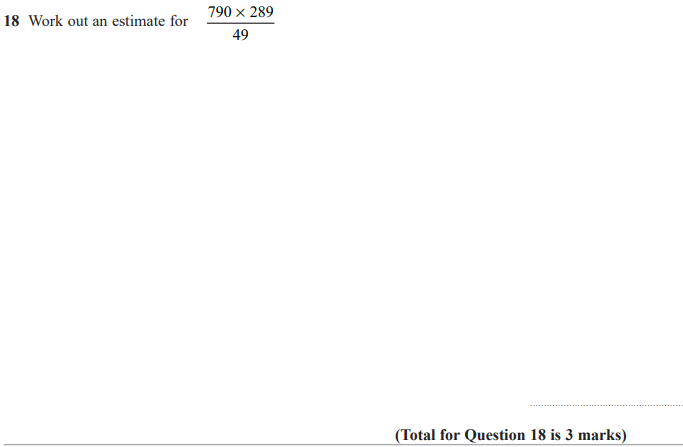 18 Work out an estimate for 790 × 289
49
(Total for Question 18 is 3 marks)